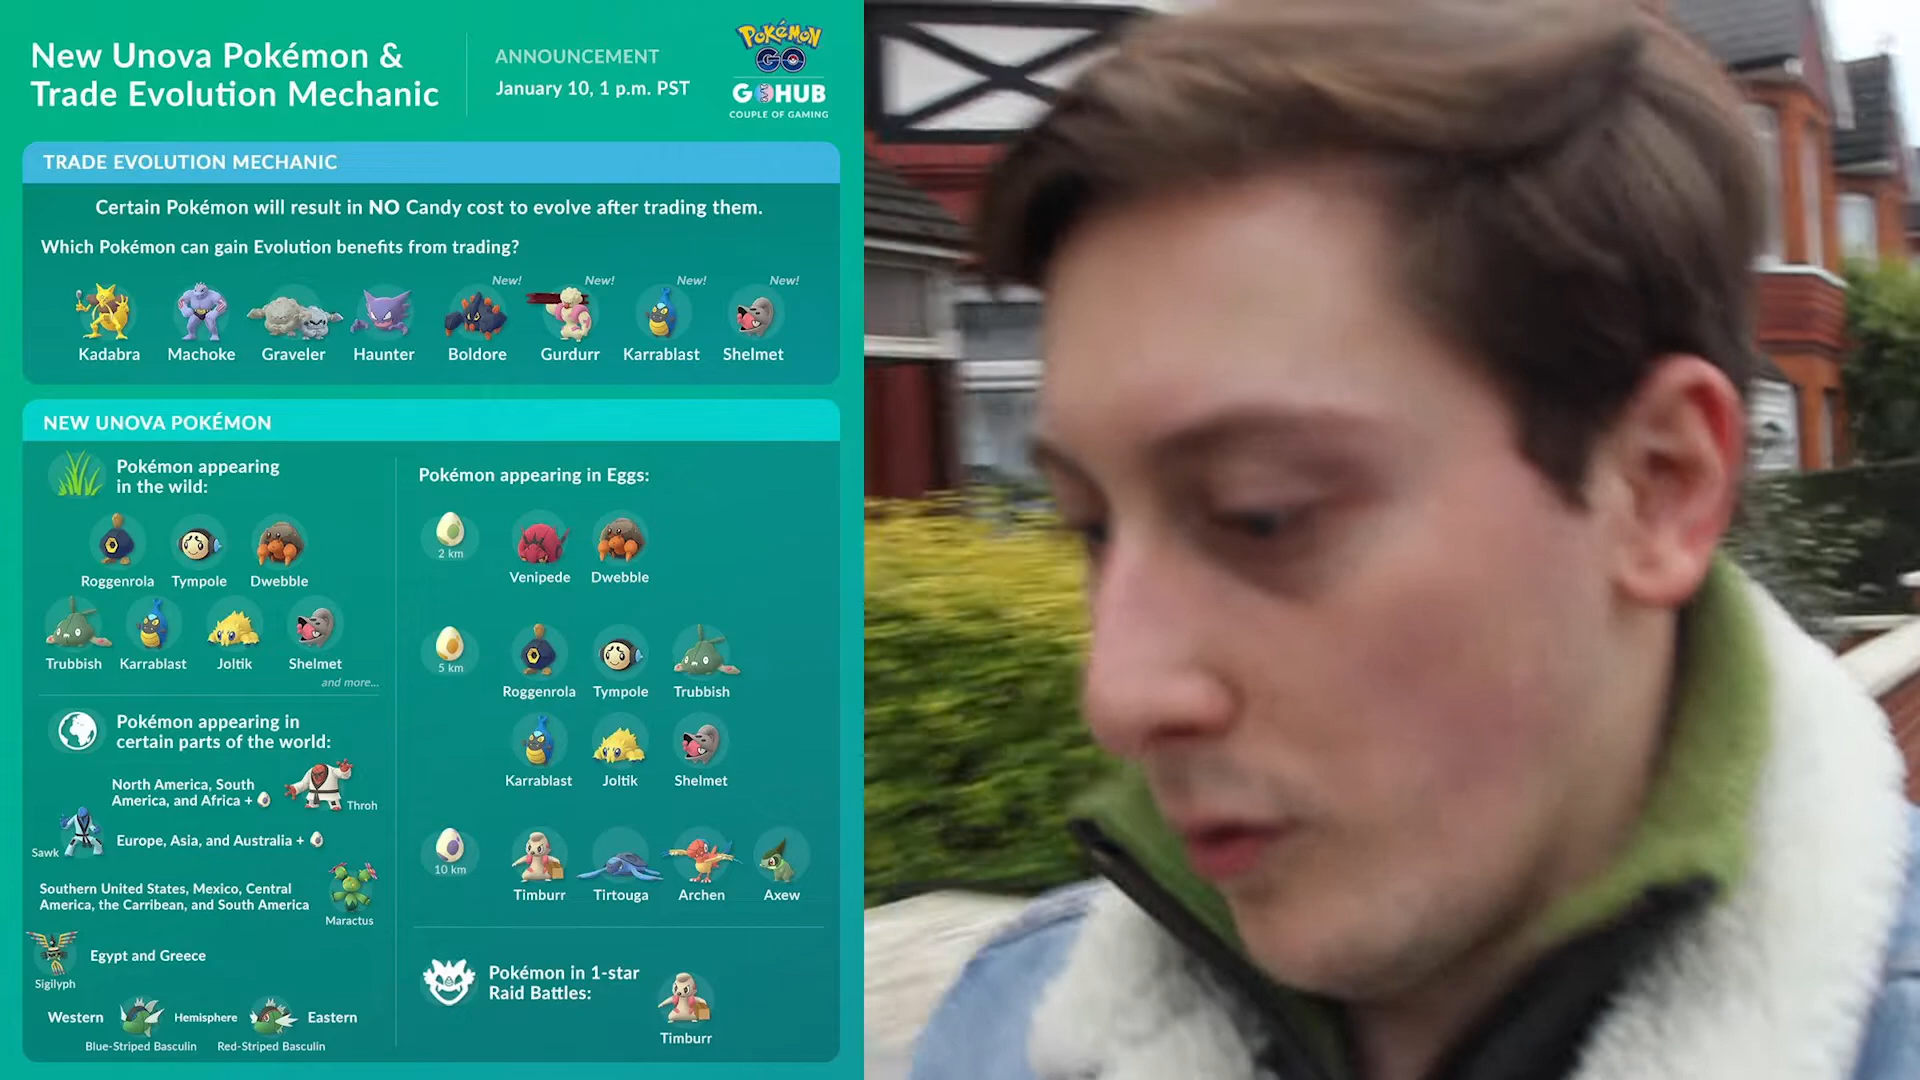 New Unova Pokémon &
Trade Evolution Mechanic
ANNOUNCEMENT
January 10, 1 p.m. PST
POKéMON
GO
GOHUB
COUPLE OF GAMING
TRADE EVOLUTION MECHANIC
Certain Pokémon will result in NO Candy cost to evolve after trading them.
Which Pokémon can gain Evolution benefits from trading?
New!
New!
New!
New!
Kadabra
Machoke
Graveler
Haunter
Boldore
Gurdurr
Karrablast
Shelmet
NEW UNOVA POKÉMON
Pokémon appearing
in the wild:
Roggenrola
Tympole
Dwebble
Trubbish
Karrablast
Joltik
Shelmet
and more...
Pokémon appearing in
certain parts of the world:
North America, South
America, and Africa +
Throh
Sawk
Europe, Asia, and Australia +
Southern United States, Mexico, Central
America, the Carribean, and South America
Maractus
Egypt and Greece
Sigilyph
Western
Hemisphere
Eastern
Blue-Striped Basculin
Red-Striped Basculin
Pokémon appearing in Eggs:
2 km
Venipede
Dwebble
5 km
Roggenrola
Tympole
Trubbish
Karrablast
Joltik
Shelmet
10 km
Timburr
Tirtouga
Archen
Axew
Pokémon in 1-star
Raid Battles:
Timburr